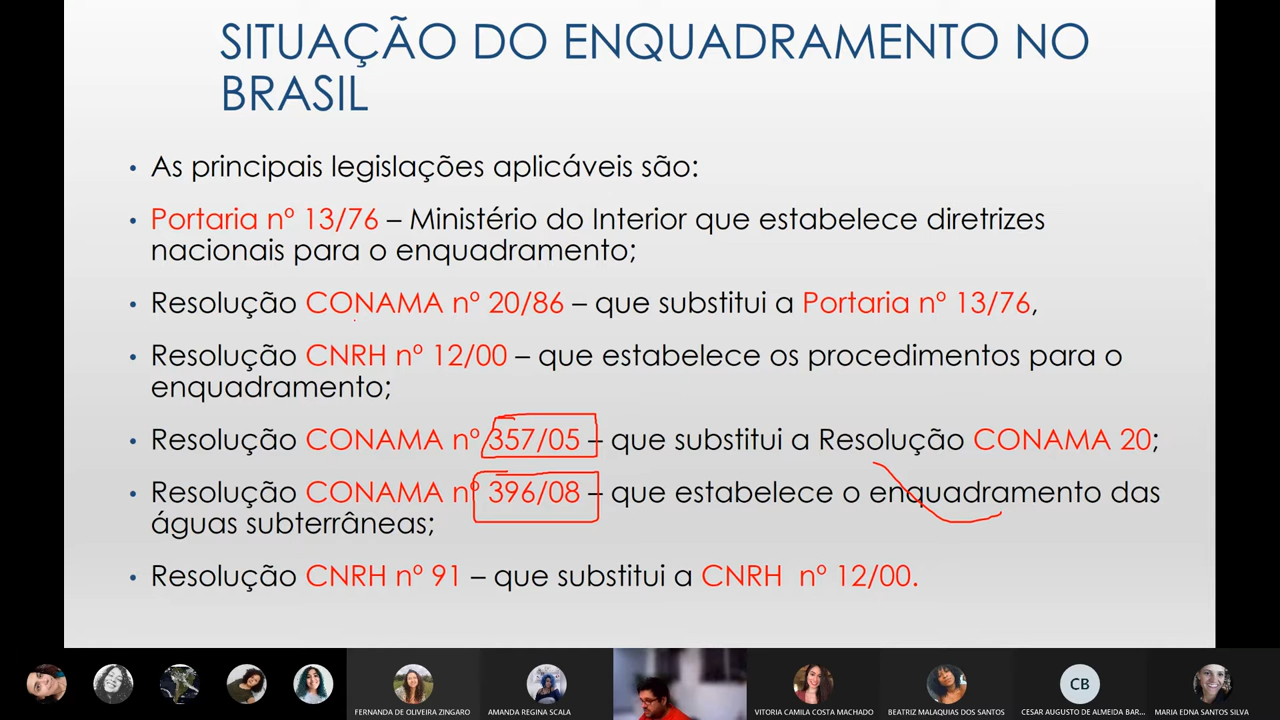 SITUAÇÃO DO ENQUADRAMENTO NO
BRASIL
• As principais legislações aplicáveis são:
• Portaria nº 13/76 – Ministério do Interior que estabelece diretrizes
nacionais para o enquadramento;
• Resolução CONAMA nº 20/86 – que substitui a Portaria nº 13/76,
• Resolução CNRH nº 12/00 – que estabelece os procedimentos para o
enquadramento;
• Resolução CONAMA nº 357/05 – que substitui a Resolução CONAMA 20;
• Resolução CONAMA nº 396/08 – que estabelece o enquadramento das
águas subterrâneas;
• Resolução CNRH nº 91 – que substitui a CNRH nº 12/00.
CB
FERNANDA DE OLIVEIRA ZINGARO
AMANDA REGINA SCALA
VITORIA CAMILA COSTA MACHADO
BEATRIZ MALAQUIAS DOS SANTOS
CESAR AUGUSTO DE ALMEIDA BAR...
MARIA EDNA SANTOS SILVA